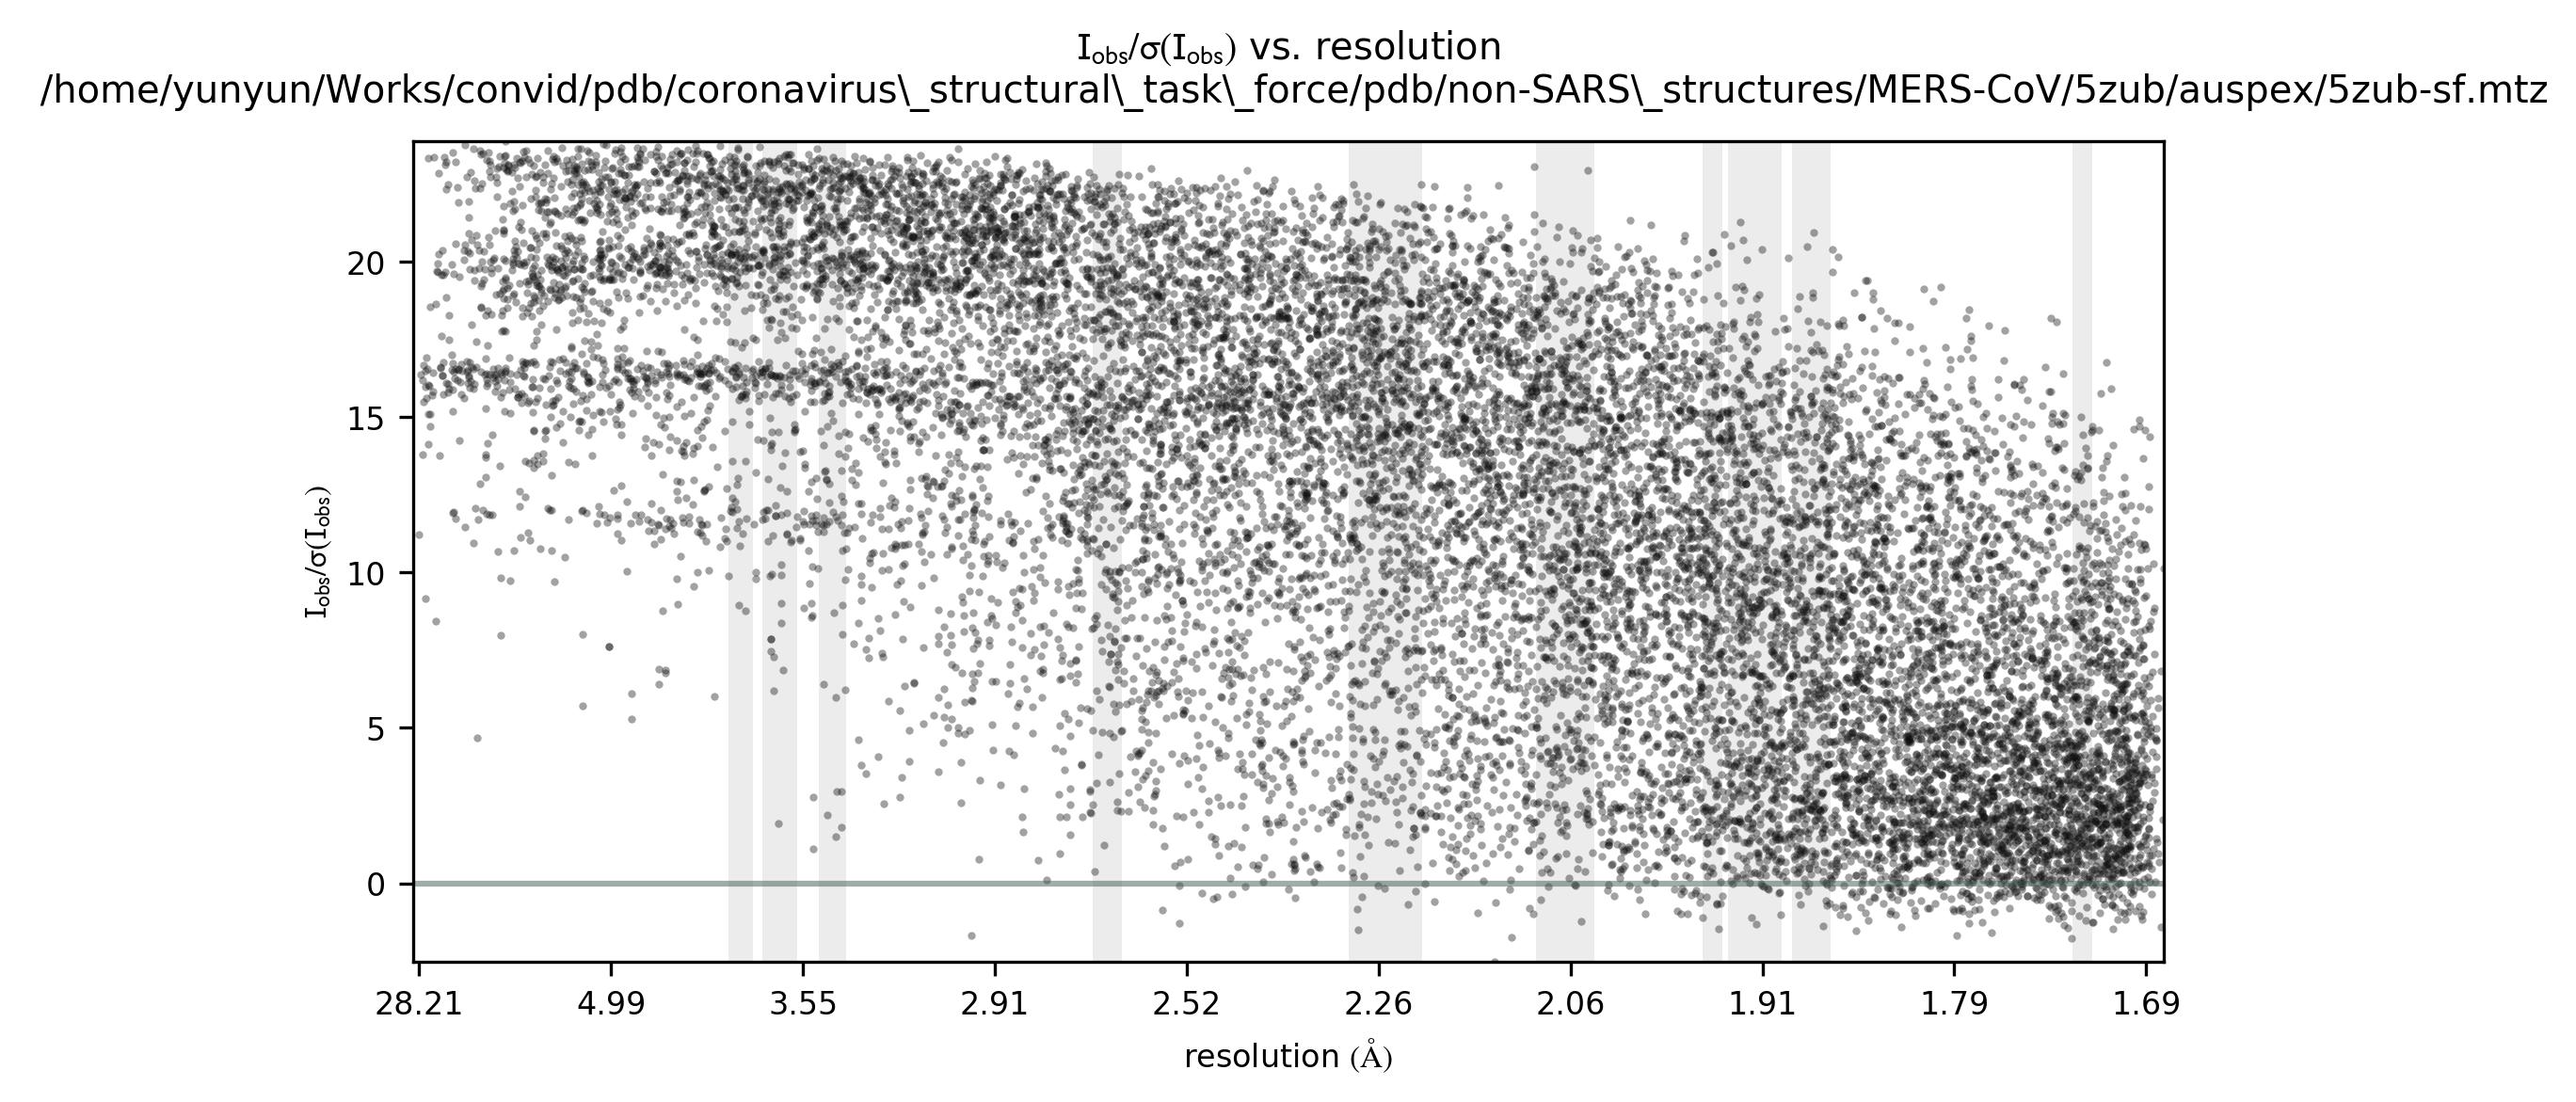 Iobs/σ(Iobs) vs. resolution
/home/yunyun/Works/convid/pdb/coronavirus\_structural\_task\_force/pdb/non-SARS\_structures/MERS-CoV/5zub/auspex/5zub-sf.mtz
Iobs/σ(Iobs)
20
15
10
5
0
28.21 4.99 3.55 2.91 2.52 2.26 2.06 1.91 1.79 1.69
resolution (Å)